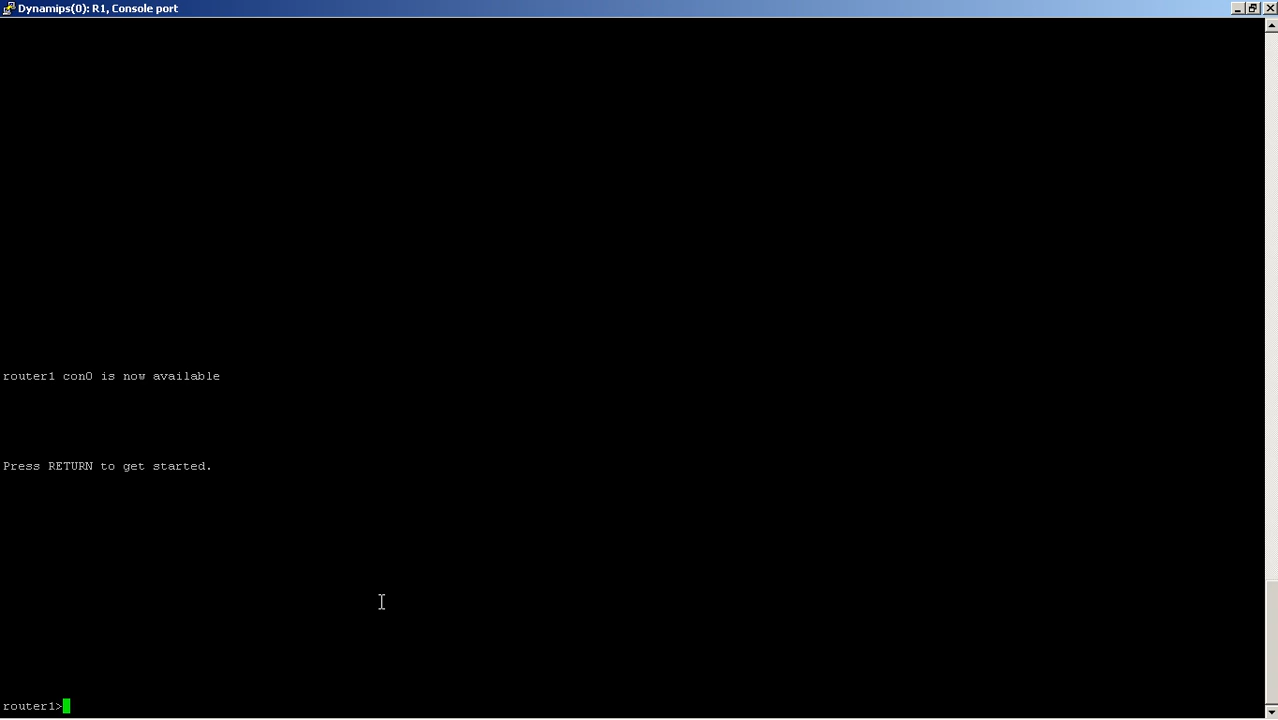 Dynamips(0): R1, Console port
router1 con0 is now available
Press RETURN to get started.
router1>